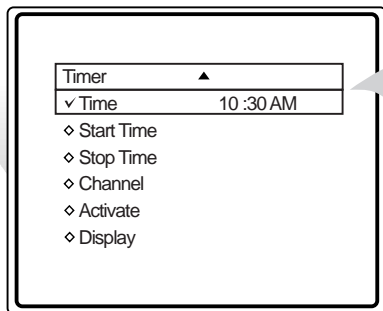 Timer ▲
✓ Time 10 :30 AM
◇ Start Time
◇ Stop Time
◇ Channel
◇ Activate
◇ Display